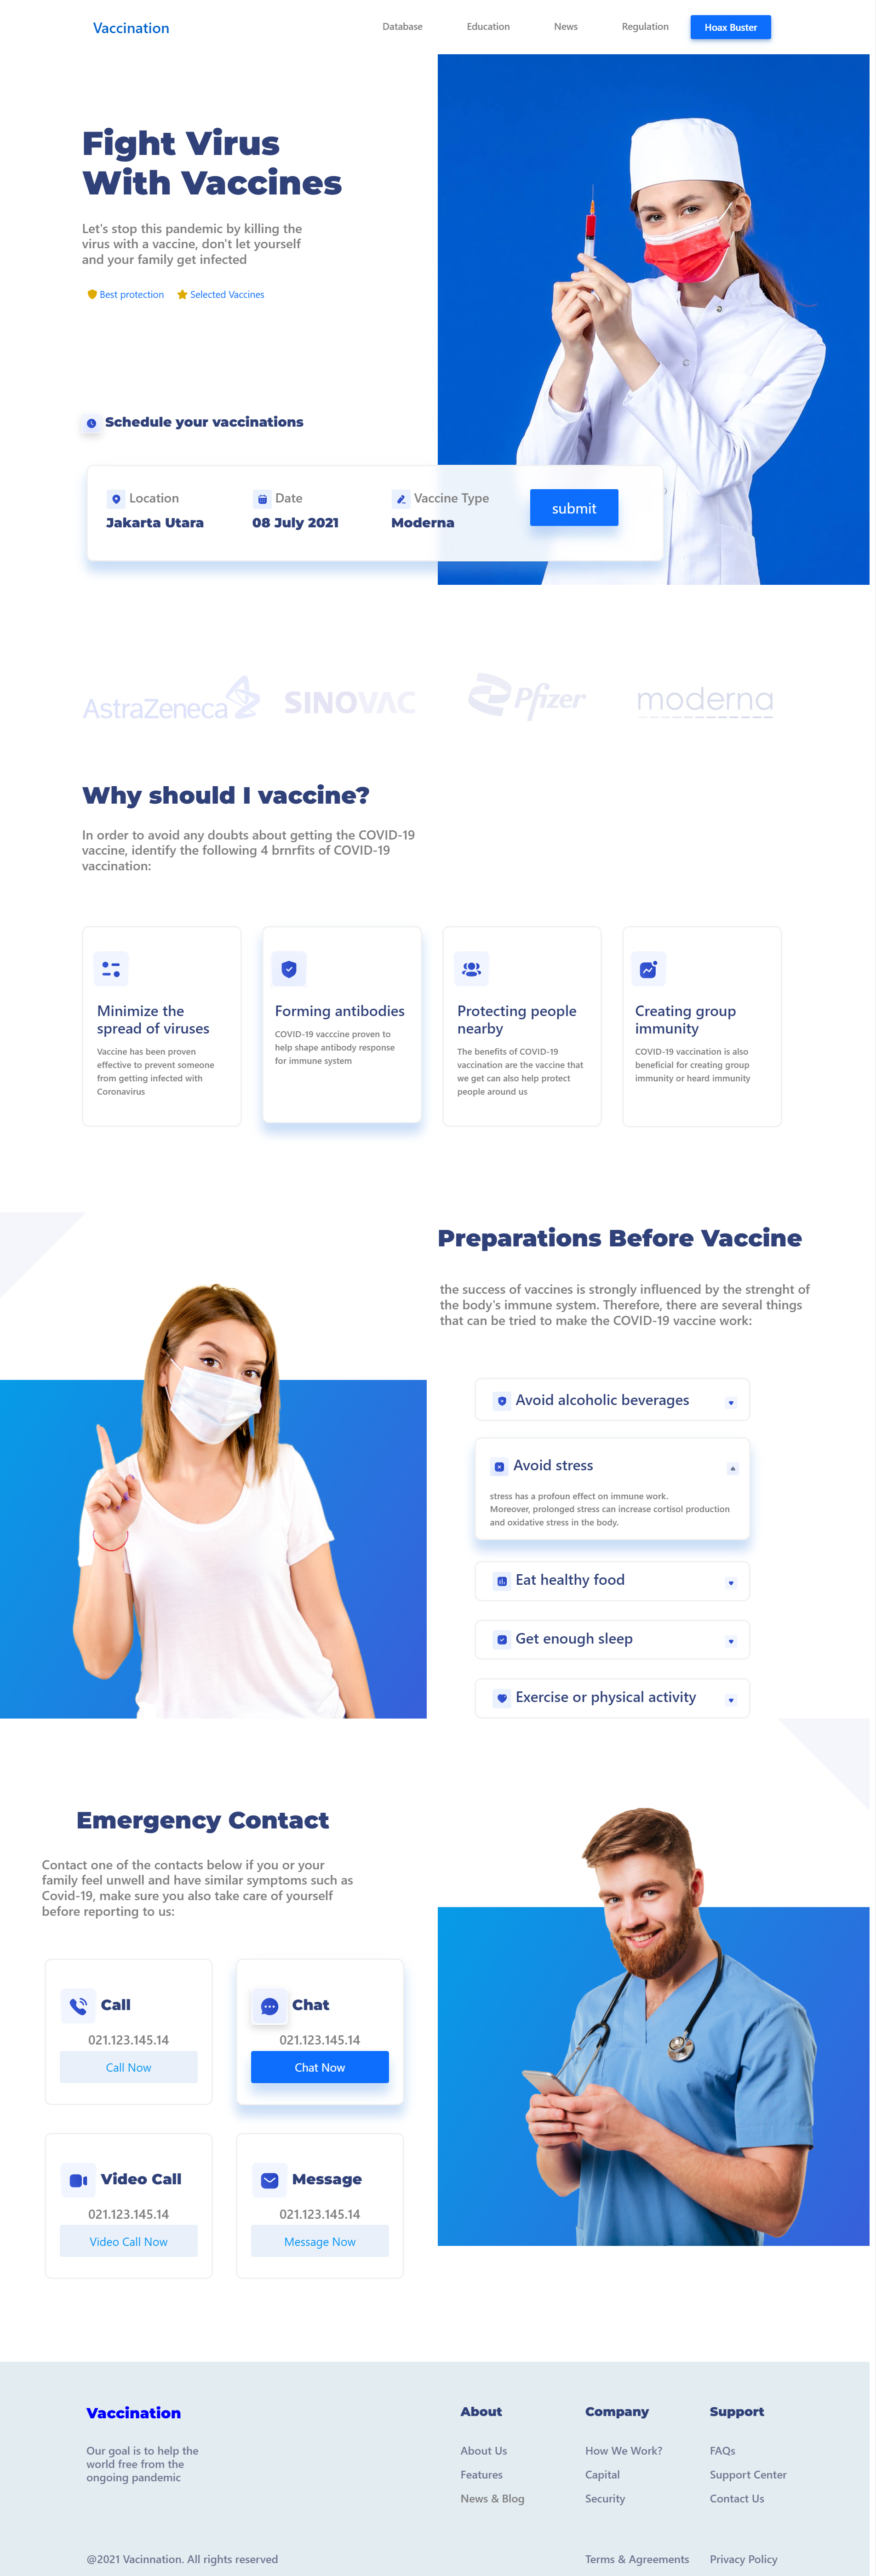 Vaccination
Database
Education
News
Regulation
Hoax Buster
Fight Virus
With Vaccines
Let's stop this pandemic by killing the
virus with a vaccine, don't let yourself
and your family get infected
Best protection
Selected Vaccines
Schedule your vaccinations
Location
Date
Vaccine Type
Jakarta Utara
08 July 2021
Moderna
submit
AstraZeneca
SINOVAC
Pfizer
moderna
Why should I vaccine?
In order to avoid any doubts about getting the COVID-19
vaccine, identify the following 4 brnrfits of COVID-19
vaccination:
Minimize the
spread of viruses
Vaccine has been proven
effective to prevent someone
from getting infected with
Coronavirus
Forming antibodies
COVID-19 vacccine proven to
help shape antibody response
for immune system
Protecting people
nearby
The benefits of COVID-19
vaccination are the vaccine that
we get can also help protect
people around us
Creating group
immunity
COVID-19 vaccination is also
beneficial for creating group
immunity or heard immunity
Preparations Before Vaccine
the success of vaccines is strongly influenced by the strenght of
the body's immune system. Therefore, there are several things
that can be tried to make the COVID-19 vaccine work:
Avoid alcoholic beverages
Avoid stress
stress has a profoun effect on immune work.
Moreover, prolonged stress can increase cortisol production
and oxidative stress in the body.
Eat healthy food
Get enough sleep
Exercise or physical activity
Emergency Contact
Contact one of the contacts below if you or your
family feel unwell and have similar symptoms such as
Covid-19, make sure you also take care of yourself
before reporting to us:
Call
021.123.145.14
Call Now
Chat
021.123.145.14
Chat Now
Video Call
021.123.145.14
Video Call Now
Message
021.123.145.14
Message Now
Vaccination
Our goal is to help the
world free from the
ongoing pandemic
About
About Us
Features
News & Blog
Company
How We Work?
Capital
Security
Support
FAQs
Support Center
Contact Us
@2021 Vacinnation. All rights reserved
Terms & Agreements
Privacy Policy